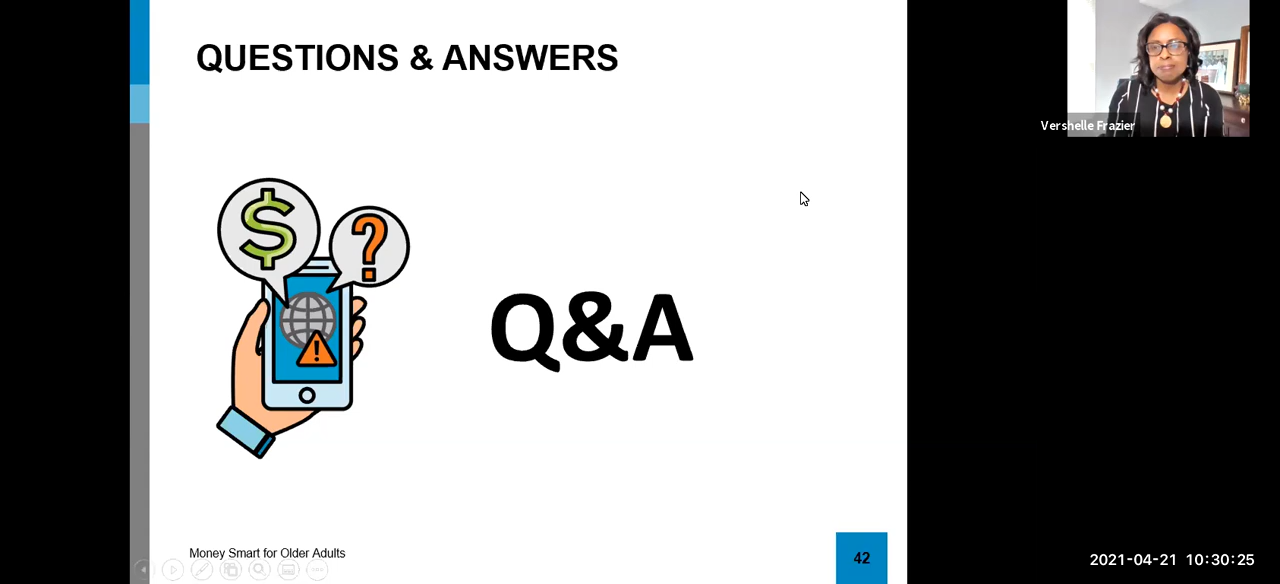 QUESTIONS & ANSWERS
Vershelle Frazier
$
?
!
Q&A
Money Smart for Older Adults
42
2021-04-21 10:30:25